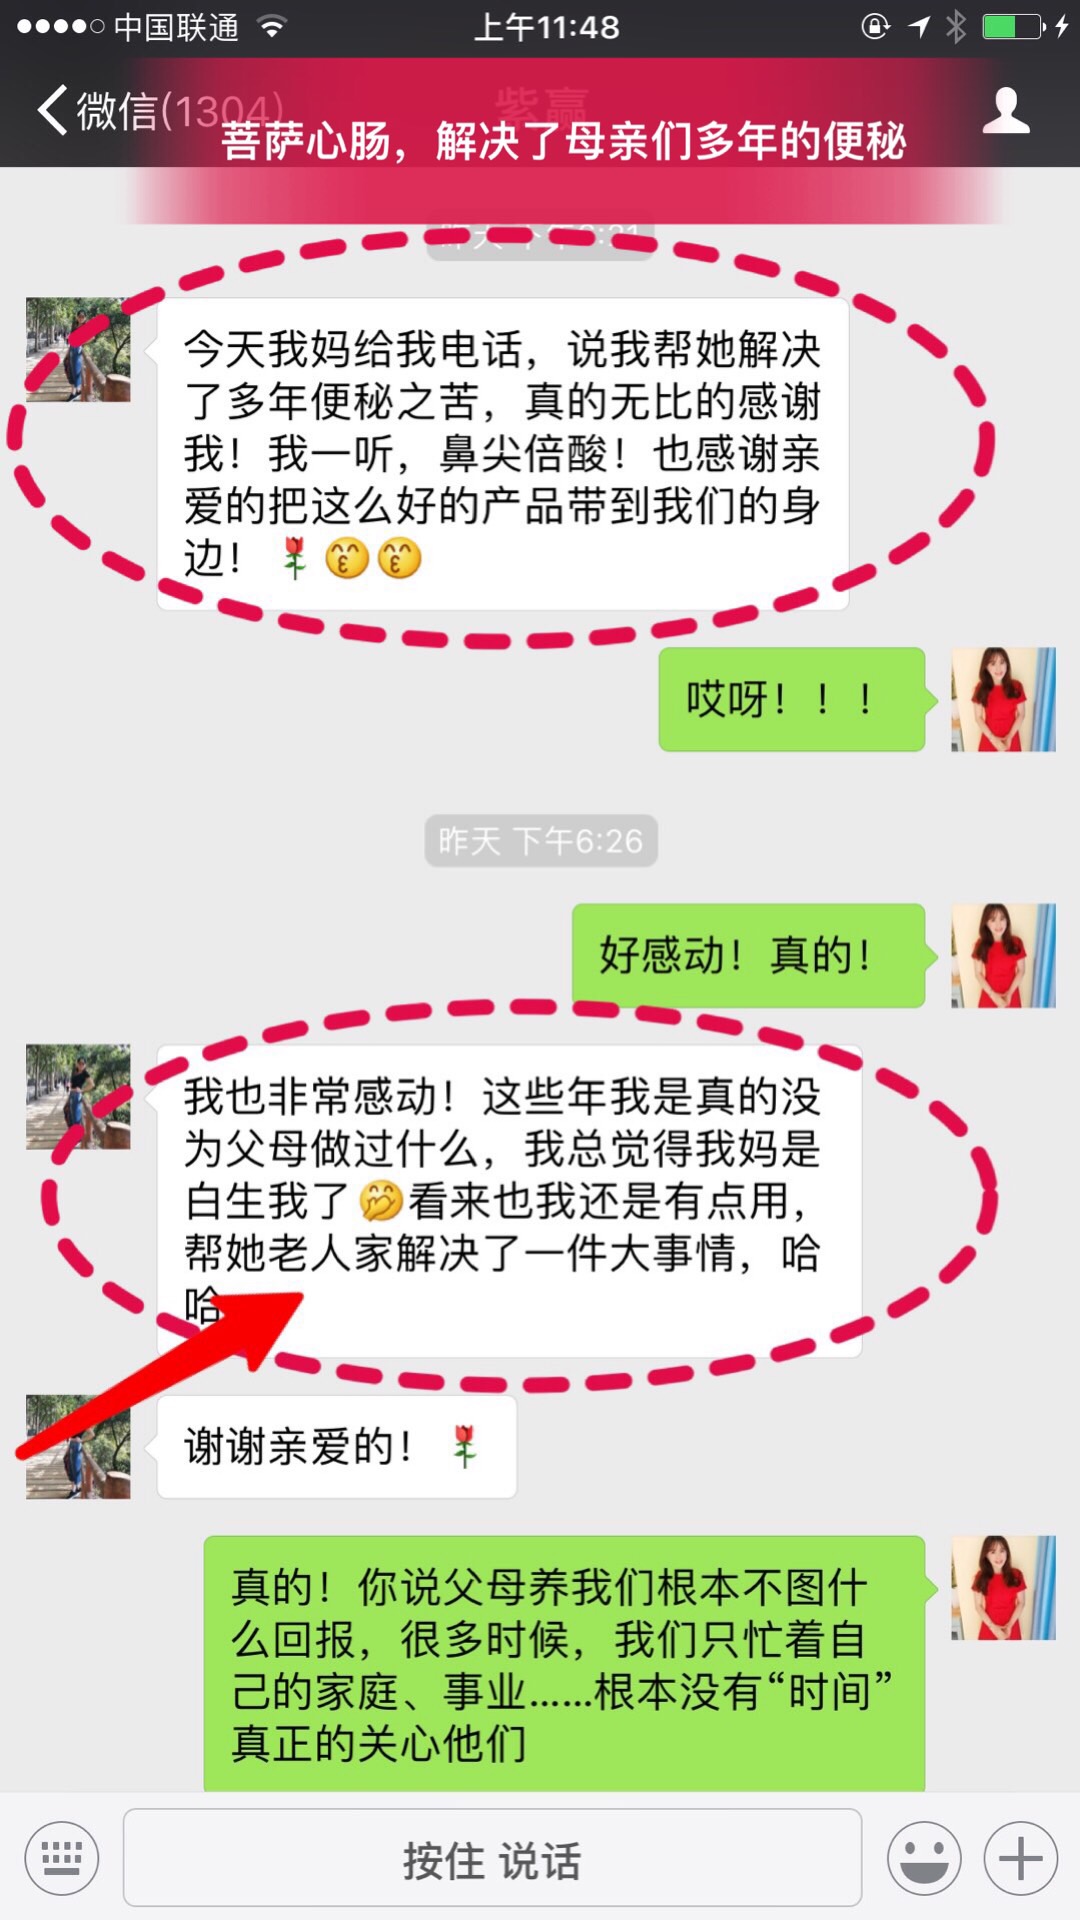 中国联通
上午11:48
微信(1304)
紫赢
菩萨心肠，解决了母亲们多年的便秘
昨天 下午6:21
今天我妈给我电话，说我帮她解决
了多年便秘之苦，真的无比的感谢
我！我一听，鼻尖倍酸！也感谢亲
爱的把这么好的产品带到我们的身
边！🌹😙😙
哎呀！！！
昨天 下午6:26
好感动！真的！
我也非常感动！这些年我是真的没
为父母做过什么，我总觉得我妈是
白生我了🤭看来也我还是有点用，
帮她老人家解决了一件大事情，哈
哈
谢谢亲爱的！🌹
真的！你说父母养我们根本不图什
么回报，很多时候，我们只忙着自
己的家庭、事业……根本没有“时间”
真正的关心他们
按住 说话